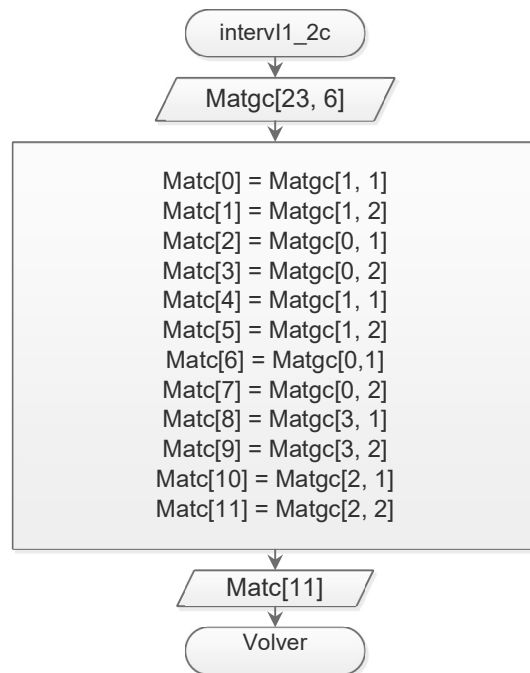 intervl1_2c
Matgc[23, 6]
Matc[0] = Matgc[1, 1]
Matc[1] = Matgc[1, 2]
Matc[2] = Matgc[0, 1]
Matc[3] = Matgc[0, 2]
Matc[4] = Matgc[1, 1]
Matc[5] = Matgc[1, 2]
Matc[6] = Matgc[0,1]
Matc[7] = Matgc[0, 2]
Matc[8] = Matgc[3, 1]
Matc[9] = Matgc[3, 2]
Matc[10] = Matgc[2, 1]
Matc[11] = Matgc[2, 2]
Matc[11]
Volver